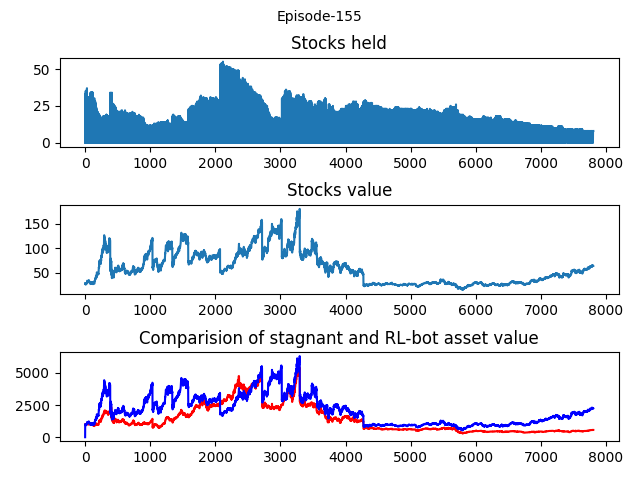 Episode-155
Stocks held
50
25
0
0 1000 2000 3000 4000 5000 6000 7000 8000
Stocks value
150
100
50
0 1000 2000 3000 4000 5000 6000 7000 8000
Comparision of stagnant and RL-bot asset value
5000
2500
0
0 1000 2000 3000 4000 5000 6000 7000 8000